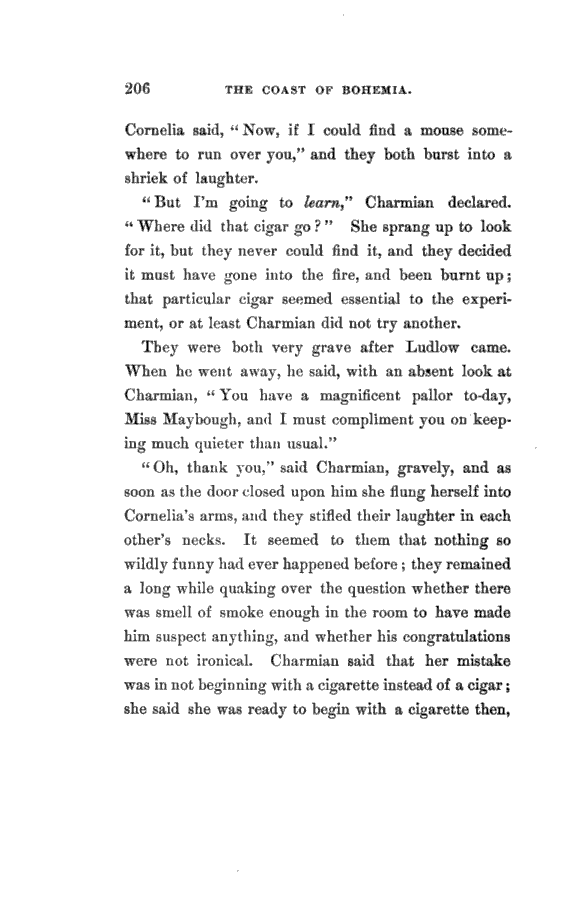 206 THE COAST OF BOHEMIA.
Cornelia said, “Now, if I could find a mouse some-
where to run over you,” and they both burst into a
shriek of laughter.
“But I’m going to learn,” Charmian declared.
“Where did that cigar go?” She sprang up to look
for it, but they never could find it, and they decided
it must have gone into the fire, and been burnt up;
that particular cigar seemed essential to the experi-
ment, or at least Charmian did not try another.
They were both very grave after Ludlow came.
When he went away, he said, with an absent look at
Charmian, “You have a magnificent pallor to-day,
Miss Maybough, and I must compliment you on keep-
ing much quieter than usual.”
“Oh, thank you,” said Charmian, gravely, and as
soon as the door closed upon him she flung herself into
Cornelia’s arms, and they stifled their laughter in each
other’s necks. It seemed to them that nothing so
wildly funny had ever happened before; they remained
a long while quaking over the question whether there
was smell of smoke enough in the room to have made
him suspect anything, and whether his congratulations
were not ironical. Charmian said that her mistake
was in not beginning with a cigarette instead of a cigar;
she said she was ready to begin with a cigarette then,